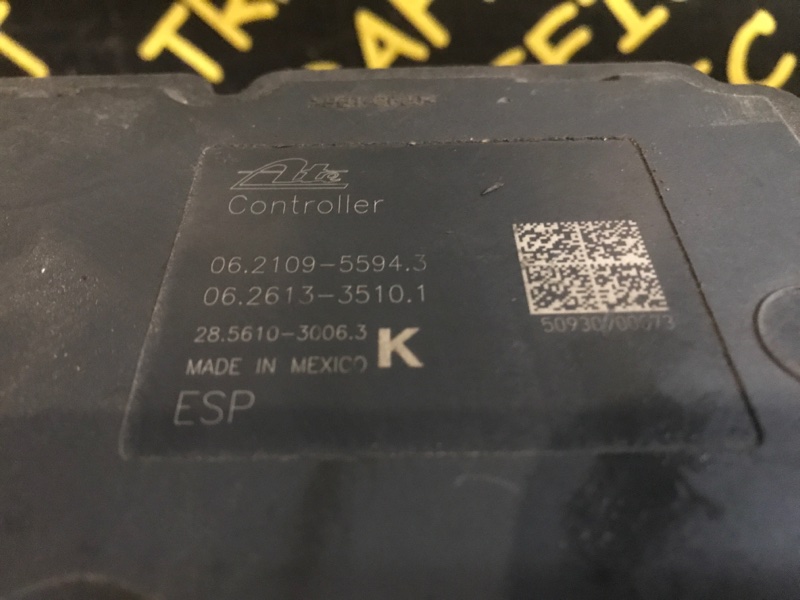 Ate
Controller
06.2109-5594.3
06.2613-3510.1
28.5610-3006.3
K
MADE IN MEXICO
ESP